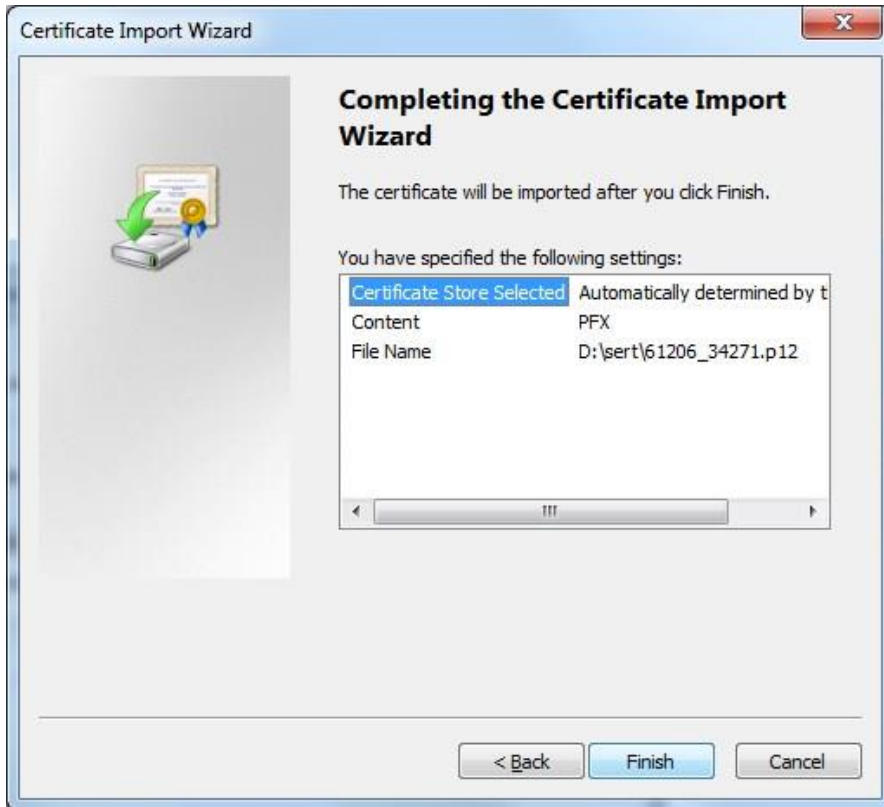 Certificate Import Wizard
Completing the Certificate Import
Wizard
The certificate will be imported after you click Finish.
You have specified the following settings:
Certificate Store Selected Automatically determined by t
Content PFX
File Name D:\sert\61206_34271.p12
< Back Finish Cancel